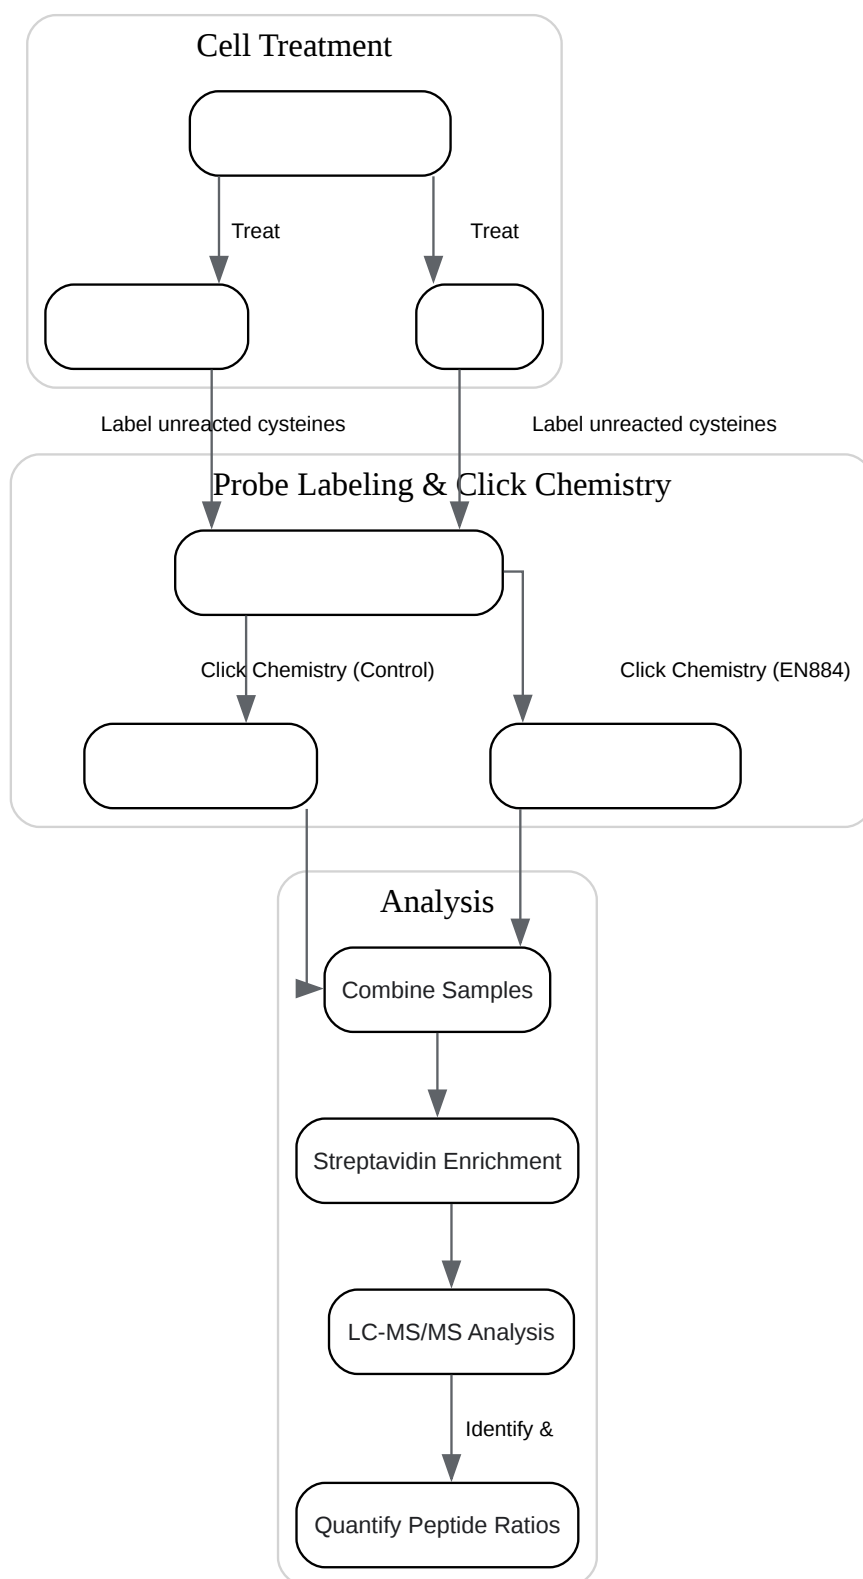 Cell Treatment
Treat
Treat
Label unreacted cysteines
Label unreacted cysteines
Probe Labeling & Click Chemistry
Click Chemistry (Control)
Click Chemistry (EN884)
Analysis
Combine Samples
Streptavidin Enrichment
LC-MS/MS Analysis
Identify &
Quantify Peptide Ratios